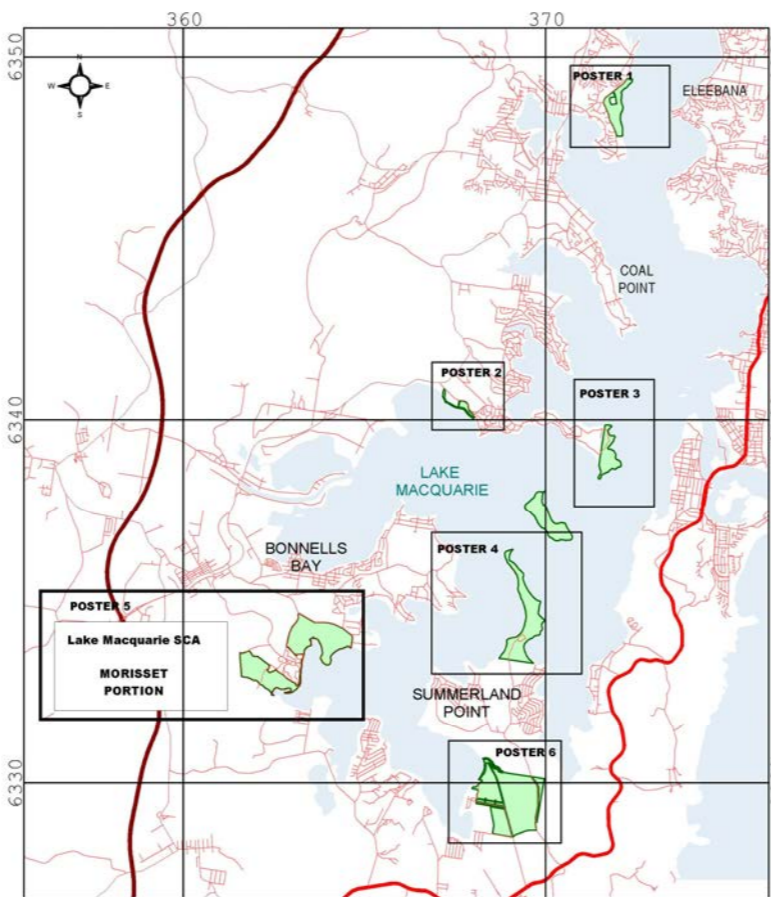 360
370
6350
N
W
E
S
POSTER 1
ELEEBANA
COAL
POINT
POSTER 2
POSTER 3
6340
LAKE
MACQUARIE
POSTER 4
BONNELLS
BAY
POSTER 5
Lake Macquarie SCA
MORISSET
PORTION
SUMMERLAND
POINT
POSTER 6
6330